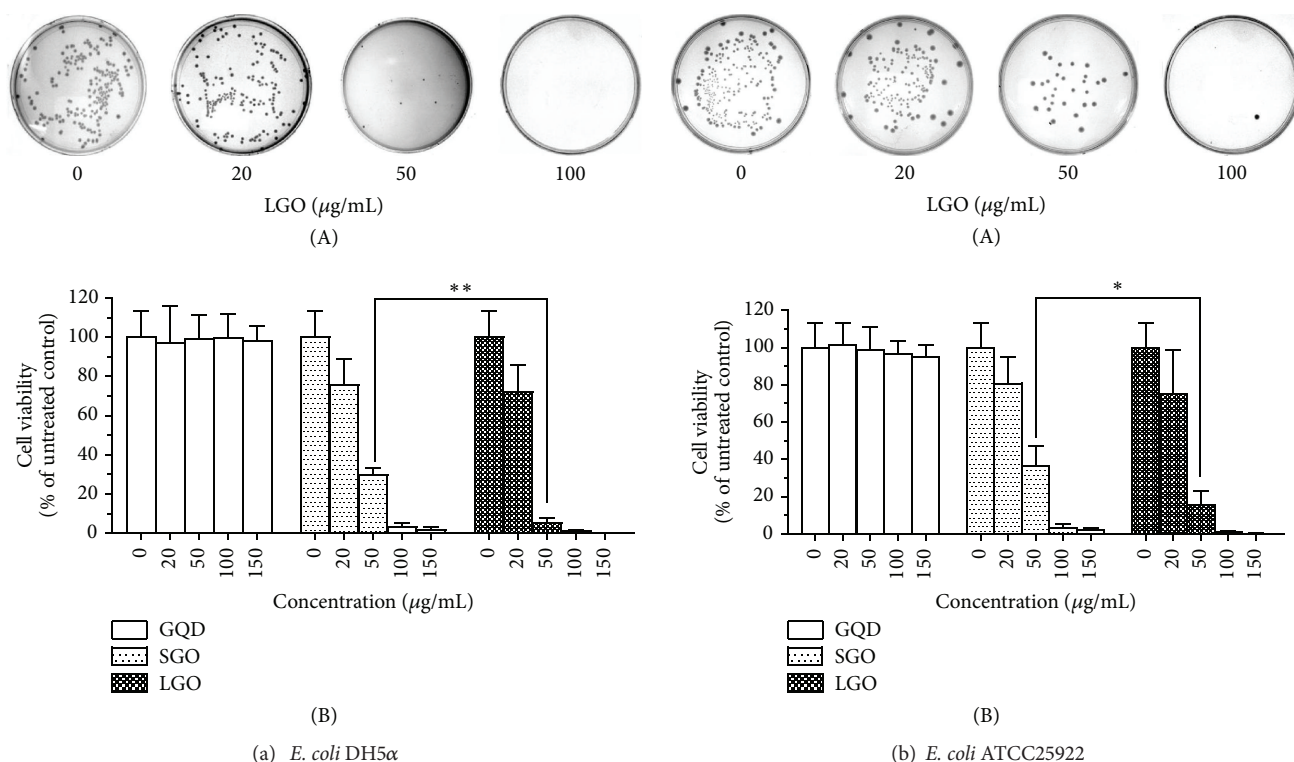 0 20 50 100
LGO (μg/mL)
(A)
0 20 50 100
LGO (μg/mL)
(A)
**
120
100
80
60
40
20
0
Cell viability
(% of untreated control)
0 20 50 100 150 0 20 50 100 150 0 20 50 100 150
Concentration (μg/mL)
GQD
SGO
LGO
(B)
(a) E. coli DH5α
*
120
100
80
60
40
20
0
Cell viability
(% of untreated control)
0 20 50 100 150 0 20 50 100 150 0 20 50 100 150
Concentration (μg/mL)
GQD
SGO
LGO
(B)
(b) E. coli ATCC25922